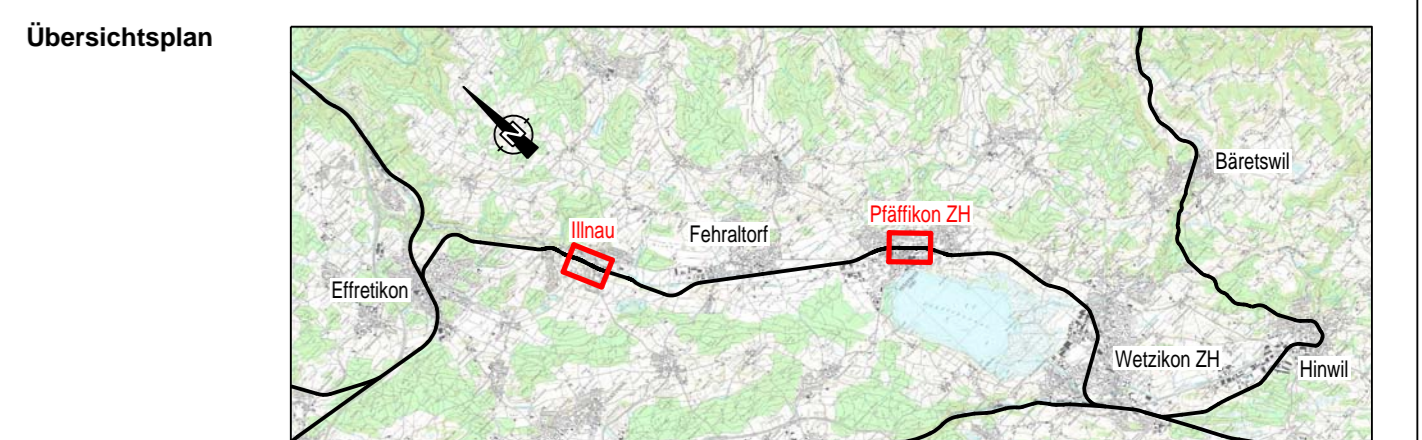 Übersichtsplan
Bäretswil
Pfäffikon ZH
Illnau
Fehraltorf
N
Effretikon
Wetzikon ZH
Hinwil